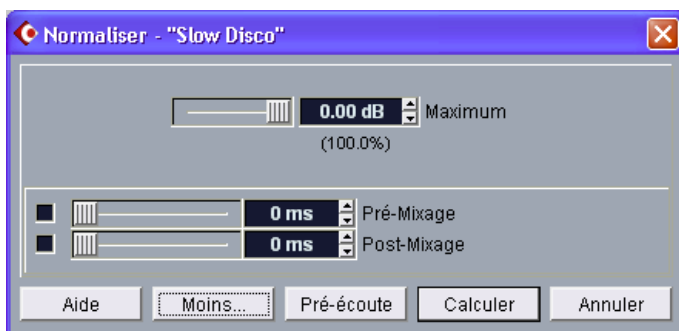 Normaliser - "Slow Disco"
0.00 dB Maximum
(100.0%)
0 ms Pré-Mixage
0 ms Post-Mixage
Aide Moins... Pré-écoute Calculer Annuler